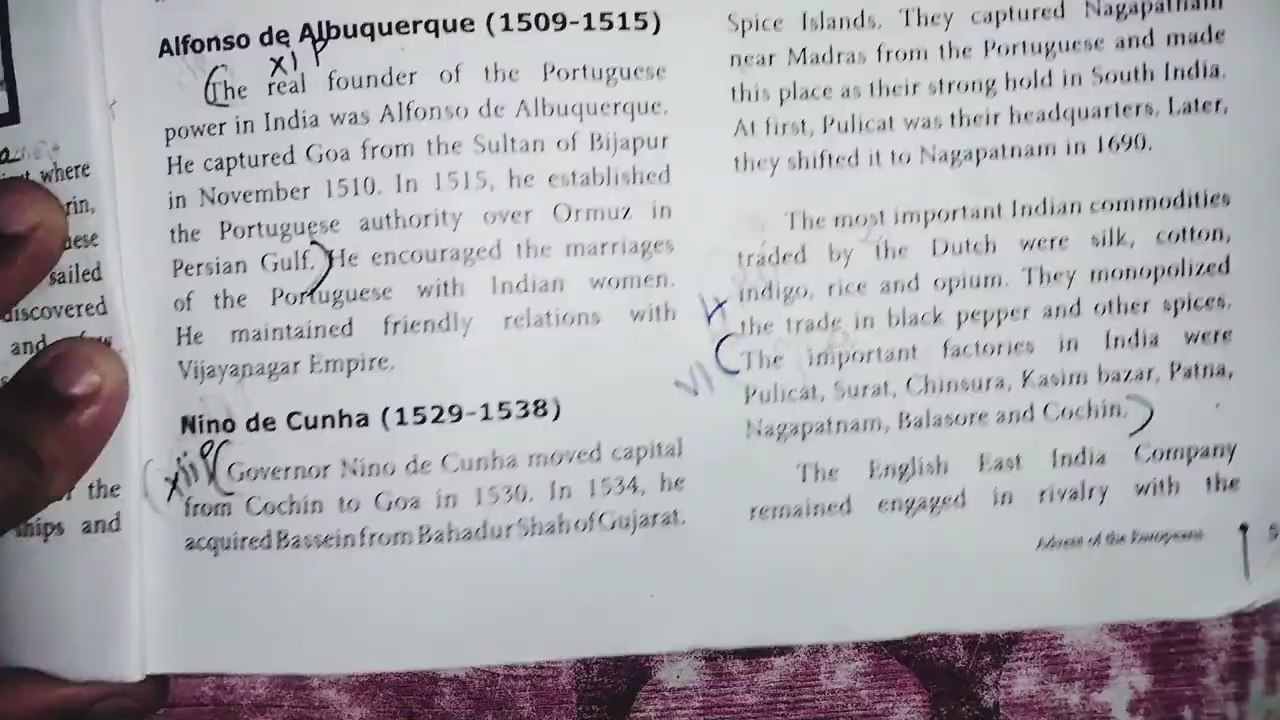 where
rin,
sailed
discovered
and
the
ships and
Alfonso de Albuquerque (1509-1515)
XI
The real founder of the Portuguese
power in India was Alfonso de Albuquerque.
He captured Goa from the Sultan of Bijapur
in November 1510. In 1515, he established
the Portuguese authority over Ormuz in
Persian Gulf. He encouraged the marriages
of the Portuguese with Indian women.
He maintained friendly relations with
Vijayanagar Empire.
Nino de Cunha (1529-1538)
xii
Governor Nino de Cunha moved capital
from Cochin to Goa in 1530. In 1534, he
acquired Bassein from Bahadur Shah of Gujarat.
Spice Islands. They captured Nagapatnam
near Madras from the Portuguese and made
this place as their strong hold in South India.
At first, Pulicat was their headquarters. Later,
they shifted it to Nagapatnam in 1690.
The most important Indian commodities
traded by the Dutch were silk, cotton,
indigo, rice and opium. They monopolized
the trade in black pepper and other spices.
VI
The important factories in India were
Pulicat, Surat, Chinsura, Kasim bazar, Patna,
Nagapatnam, Balasore and Cochin.
The English East India Company
remained engaged in rivalry with the